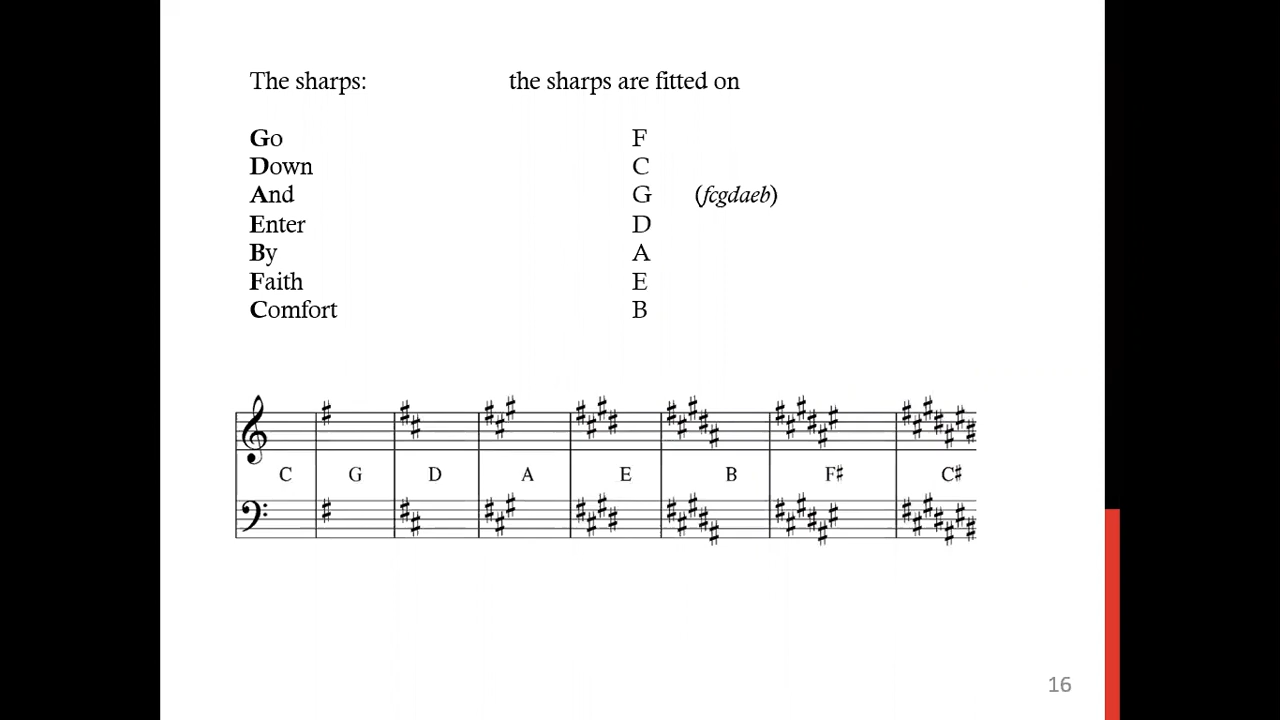 The sharps: the sharps are fitted on
Go F
Down C
And G (fcgdaeb)
Enter D
By A
Faith E
Comfort B
C G D A E B F♯ C♯
16